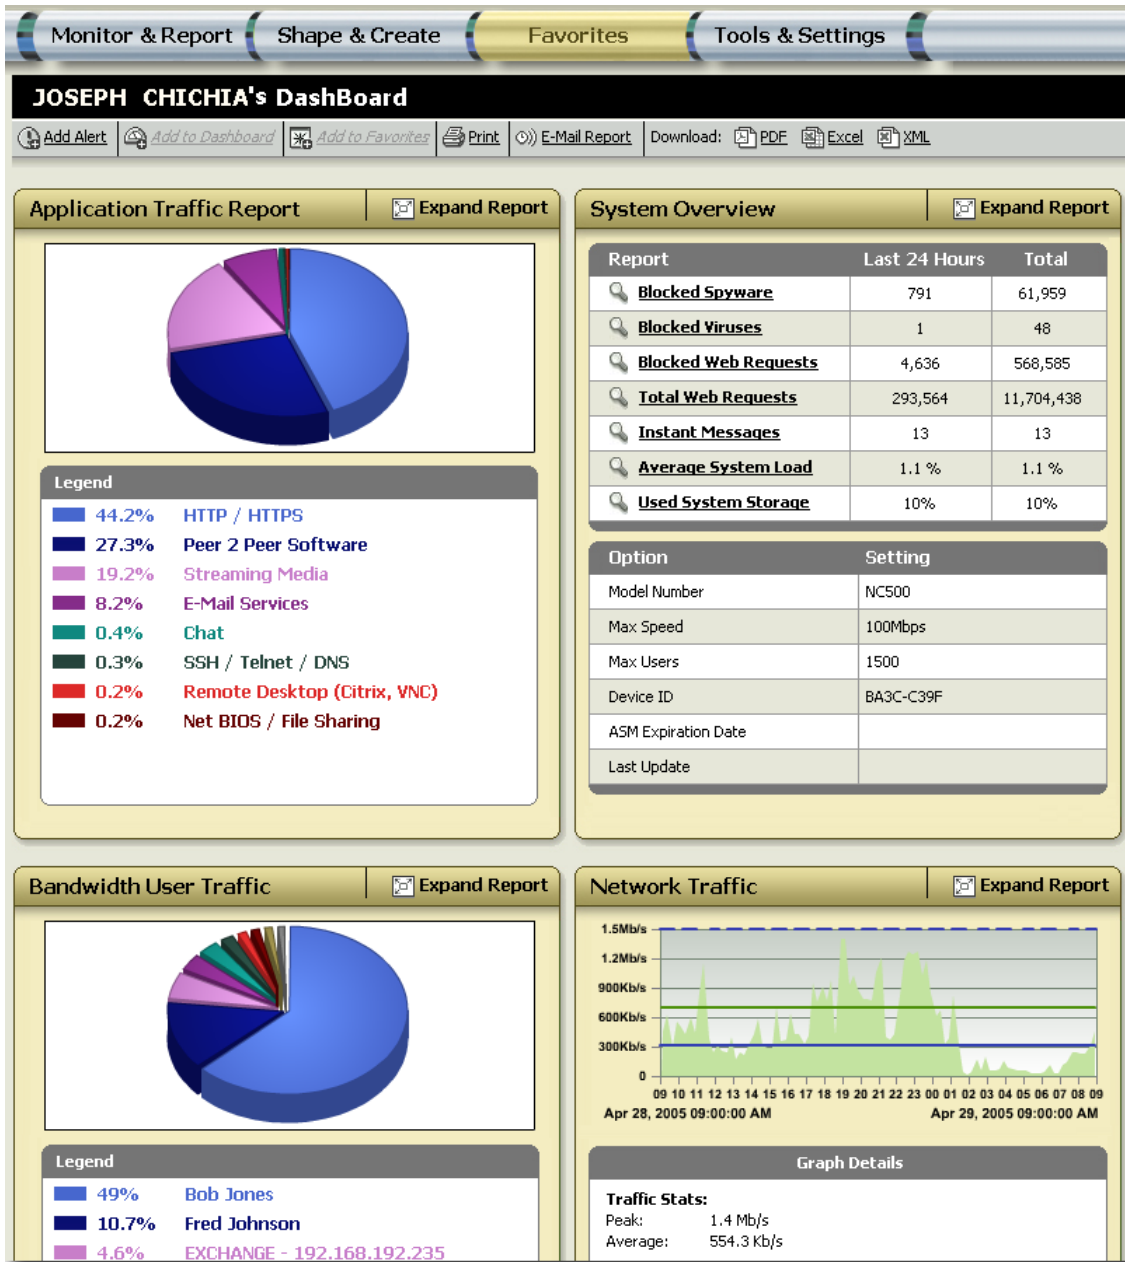 Monitor & Report Shape & Create Favorites Tools & Settings
JOSEPH CHICHIA's DashBoard
Add Alert Add to Dashboard Add to Favorites Print E-Mail Report Download: PDF Excel XML
Application Traffic Report Expand Report
Legend
44.2% HTTP / HTTPS
27.3% Peer 2 Peer Software
19.2% Streaming Media
8.2% E-Mail Services
0.4% Chat
0.3% SSH / Telnet / DNS
0.2% Remote Desktop (Citrix, VNC)
0.2% Net BIOS / File Sharing
System Overview Expand Report
Report Last 24 Hours Total
Blocked Spyware 791 61,959
Blocked Viruses 1 48
Blocked Web Requests 4,636 568,585
Total Web Requests 293,564 11,704,438
Instant Messages 13 13
Average System Load 1.1 % 1.1 %
Used System Storage 10% 10%
Option Setting
Model Number NC500
Max Speed 100Mbps
Max Users 1500
Device ID BA3C-C39F
ASM Expiration Date
Last Update
Bandwidth User Traffic Expand Report
Legend
49% Bob Jones
10.7% Fred Johnson
4.6% EXCHANGE - 192.168.192.235
Network Traffic Expand Report
1.5Mb/s
1.2Mb/s
900Kb/s
600Kb/s
300Kb/s
0
09 10 11 12 13 14 15 16 17 18 19 20 21 22 23 00 01 02 03 04 05 06 07 08 09
Apr 28, 2005 09:00:00 AM Apr 29, 2005 09:00:00 AM
Graph Details
Traffic Stats:
Peak: 1.4 Mb/s
Average: 554.3 Kb/s